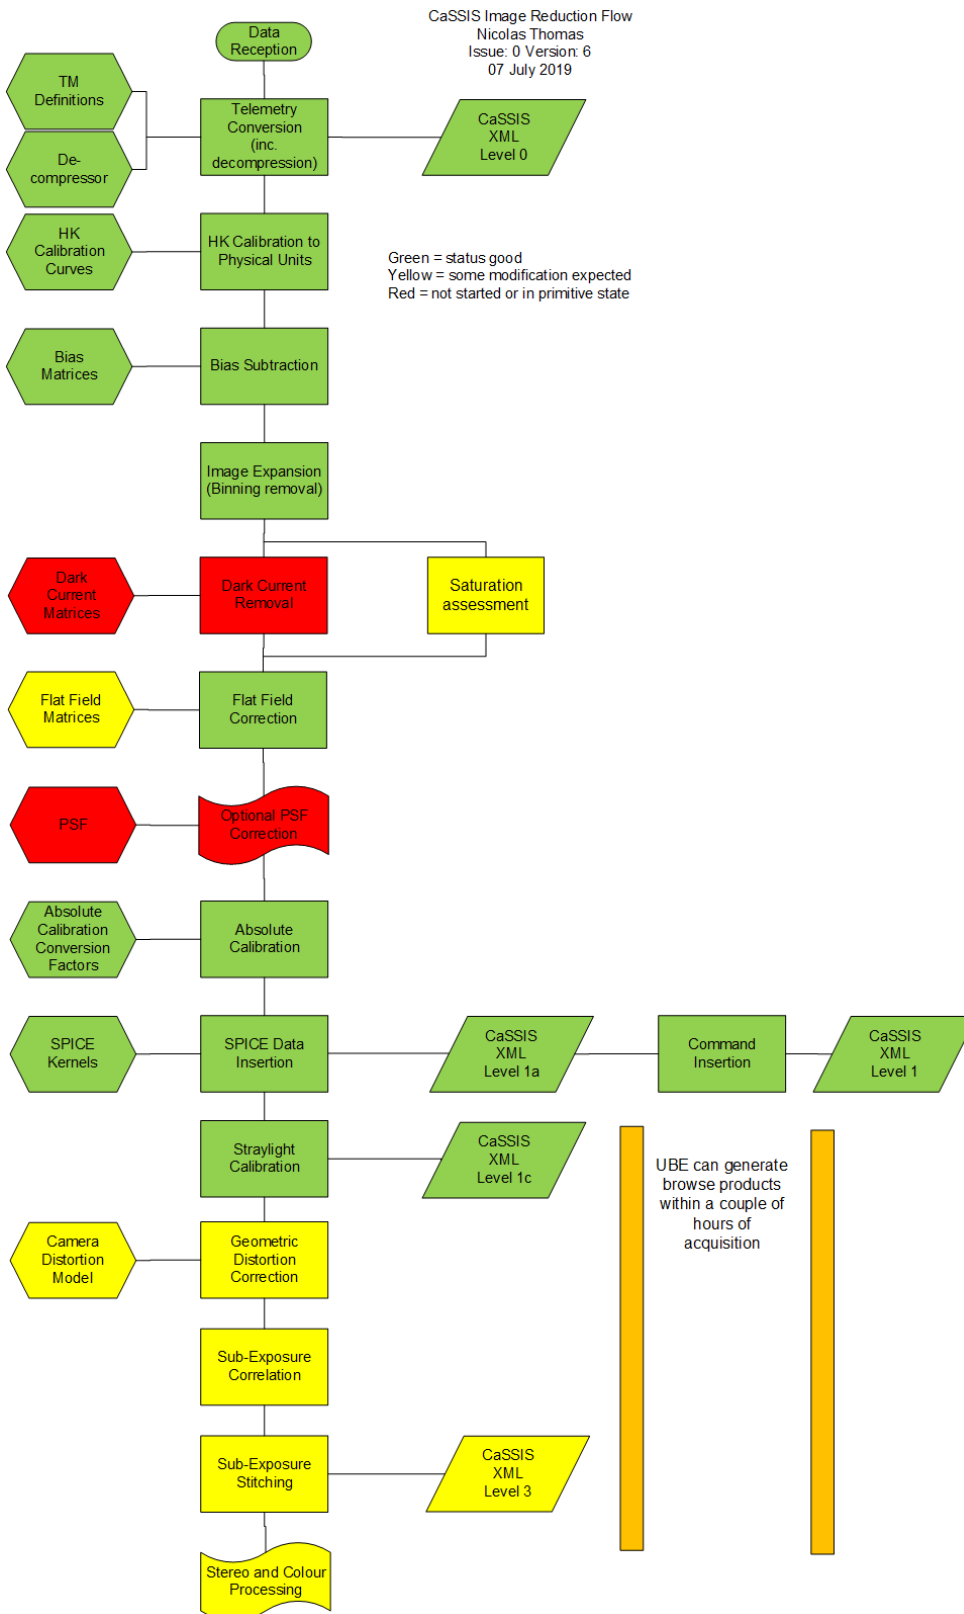 CaSSIS Image Reduction Flow
Nicolas Thomas
Issue: 0 Version: 6
07 July 2019
Data
Reception
TM
Definitions
De-
compressor
Telemetry
Conversion
(inc.
decompression)
CaSSIS
XML
Level 0
HK
Calibration
Curves
HK Calibration to
Physical Units
Green = status good
Yellow = some modification expected
Red = not started or in primitive state
Bias
Matrices
Bias Subtraction
Image Expansion
(Binning removal)
Dark
Current
Matrices
Dark Current
Removal
Saturation
assessment
Flat Field
Matrices
Flat Field
Correction
PSF
Optional PSF
Correction
Absolute
Calibration
Conversion
Factors
Absolute
Calibration
SPICE
Kernels
SPICE Data
Insertion
CaSSIS
XML
Level 1a
Command
Insertion
CaSSIS
XML
Level 1
Straylight
Calibration
CaSSIS
XML
Level 1c
UBE can generate
browse products
within a couple of
hours of
acquisition
Camera
Distortion
Model
Geometric
Distortion
Correction
Sub-Exposure
Correlation
Sub-Exposure
Stitching
CaSSIS
XML
Level 3
Stereo and Colour
Processing